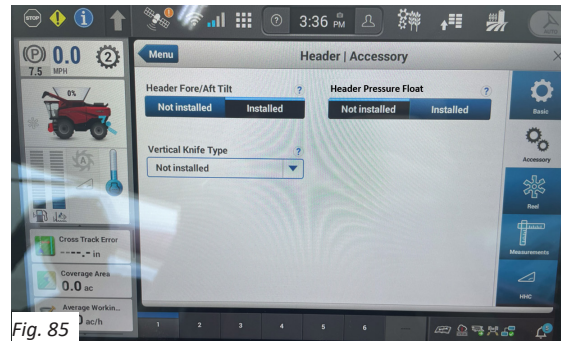 STOP
3:36 PM
AUTO
(P) 0.0 2
7.5 MPH
0%
Menu
Header | Accessory
Header Fore/Aft Tilt ?
Header Pressure Float ?
Not installed Installed
Not installed Installed
Vertical Knife Type ?
Not installed
Basic
Accessory
Reel
Measurements
HHC
Cross Track Error
----.- in
Coverage Area
0.0 ac
Average Workin..
ac/h
1 2 3 4 5 6
Fig. 85